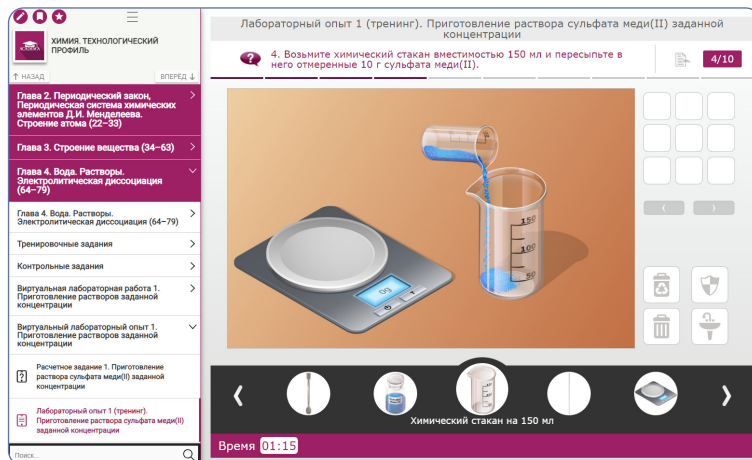 ХИМИЯ. ТЕХНОЛОГИЧЕСКИЙ
ПРОФИЛЬ
↑ НАЗАД
ВПЕРЁД ↓
Глава 2. Периодический закон,
Периодическая система химических
элементов Д.И. Менделеева.
Строение атома (22–33)
Глава 3. Строение вещества (34–63)
Глава 4. Вода. Растворы.
Электролитическая диссоциация
(64–79)
Глава 4. Вода. Растворы.
Электролитическая диссоциация (64–79)
Тренировочные задания
Контрольные задания
Виртуальная лабораторная работа 1.
Приготовление растворов заданной
концентрации
Виртуальный лабораторный опыт 1.
Приготовление растворов заданной
концентрации
Расчетное задание 1. Приготовление
раствора сульфата меди(II) заданной
концентрации
Лабораторный опыт 1 (тренинг).
Приготовление раствора сульфата меди(II)
заданной концентрации
Поиск...
Лабораторный опыт 1 (тренинг). Приготовление раствора сульфата меди(II) заданной
концентрации
4. Возьмите химический стакан вместимостью 150 мл и пересыпьте в
него отмеренные 10 г сульфата меди(II).
4/10
150
100
50
0g
Химический стакан на 150 мл
Время 01:15